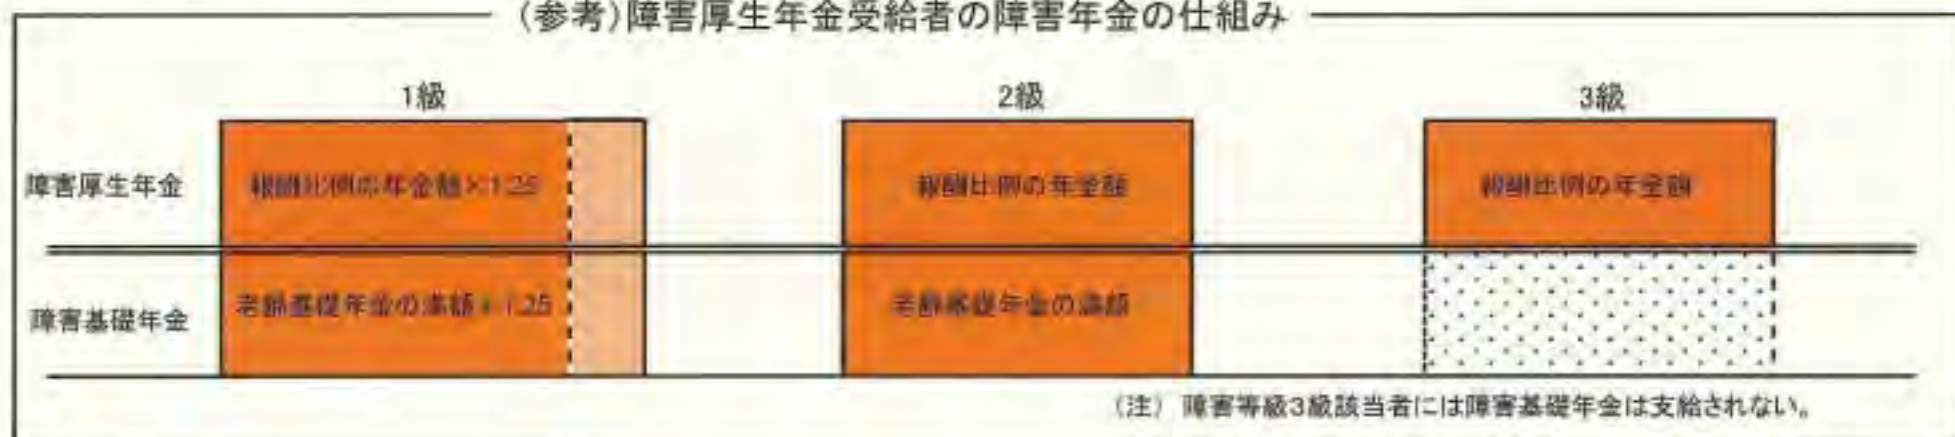 (参考)障害厚生年金受給者の障害年金の仕組み
1級
2級
3級
障害厚生年金
報酬比例の年金額×1.25
報酬比例の年金額
報酬比例の年金額
障害基礎年金
老齢基礎年金の満額×1.25
老齢基礎年金の満額
(注) 障害等級3級該当者には障害基礎年金は支給されない。